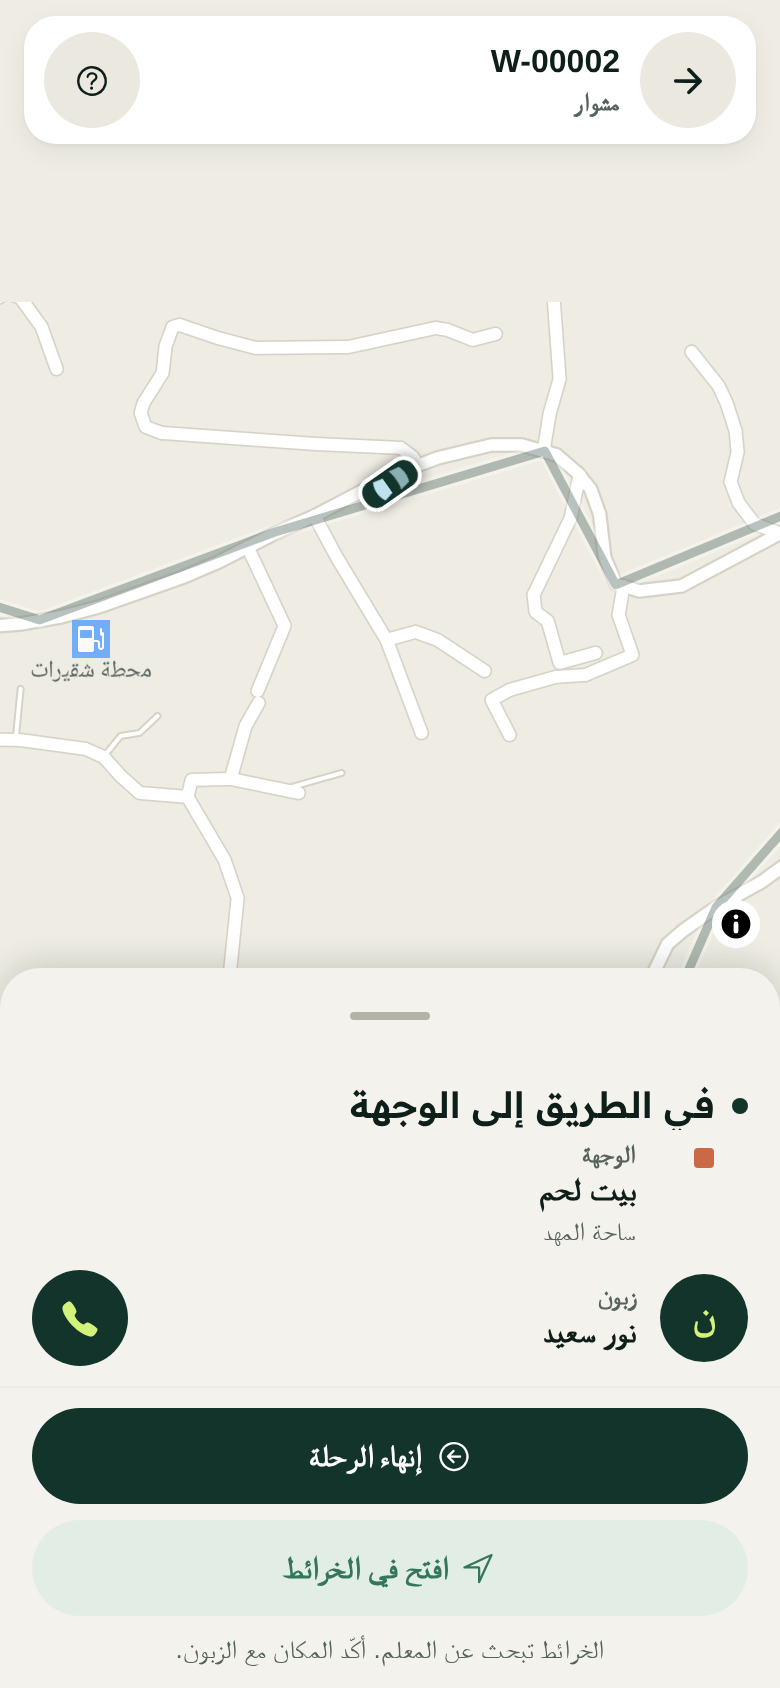 W-00002
مشوار
محطة شقيرات
في الطريق إلى الوجهة
الوجهة
بيت لحم
ساحة المهد
ن
زبون
نور سعيد
إنهاء الرحلة
افتح في الخرائط
الخرائط تبحث عن المعلم. أكّد المكان مع الزبون.